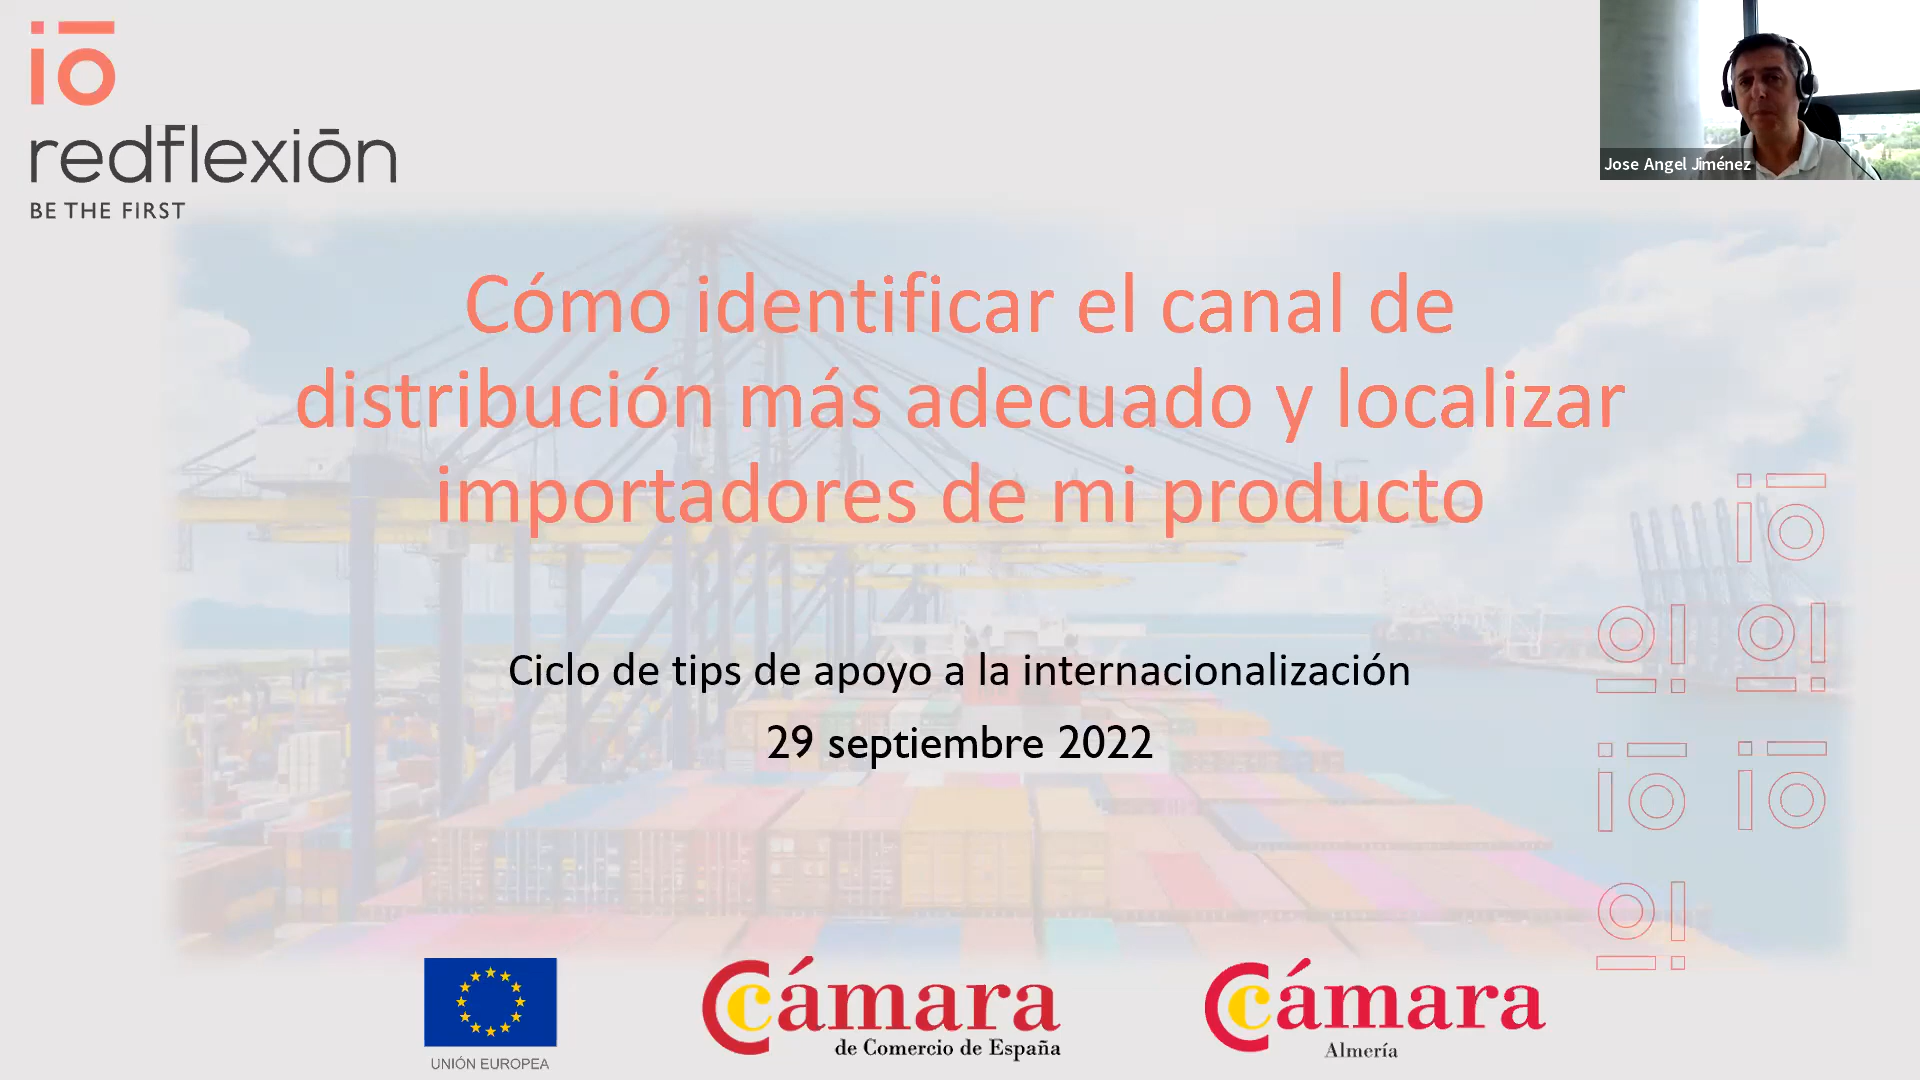 iō
redflexiōn
BE THE FIRST
Jose Angel Jiménez
Cómo identificar el canal de
distribución más adecuado y localizar
importadores de mi producto
Ciclo de tips de apoyo a la internacionalización
29 septiembre 2022
UNIÓN EUROPEA
Cámara
de Comercio de España
Cámara
Almería